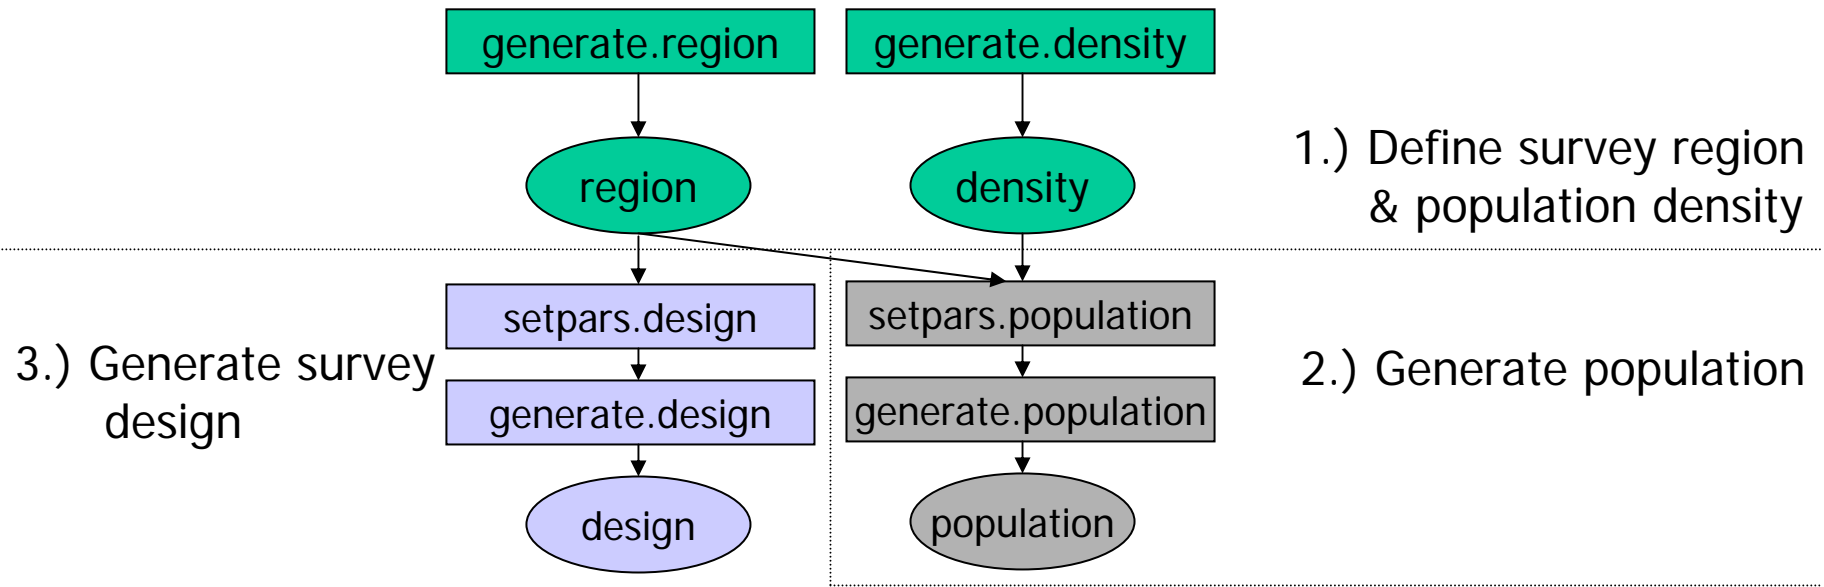 generate.region
generate.density
region
density
1.) Define survey region
& population density
setpars.design
setpars.population
3.) Generate survey
design
2.) Generate population
generate.design
generate.population
design
population